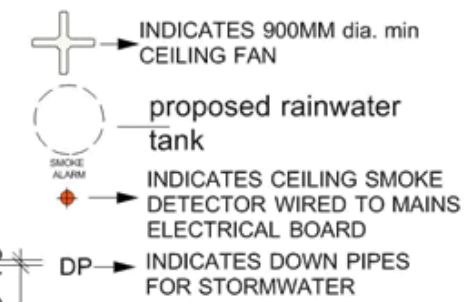 INDICATES 900MM dia. min
CEILING FAN
proposed rainwater
tank
SMOKE
ALARM
INDICATES CEILING SMOKE
DETECTOR WIRED TO MAINS
ELECTRICAL BOARD
DP
INDICATES DOWN PIPES
FOR STORMWATER